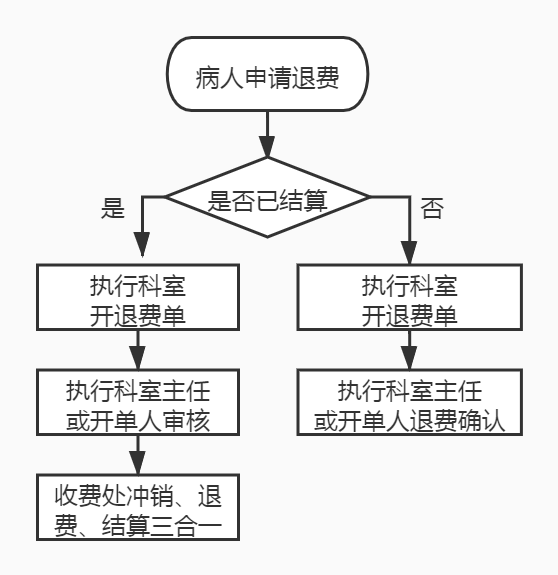 病人申请退费
是否已结算
是
否
执行科室
开退费单
执行科室
开退费单
执行科室主任
或开单人审核
执行科室主任
或开单人退费确认
收费处冲销、退
费、结算三合一